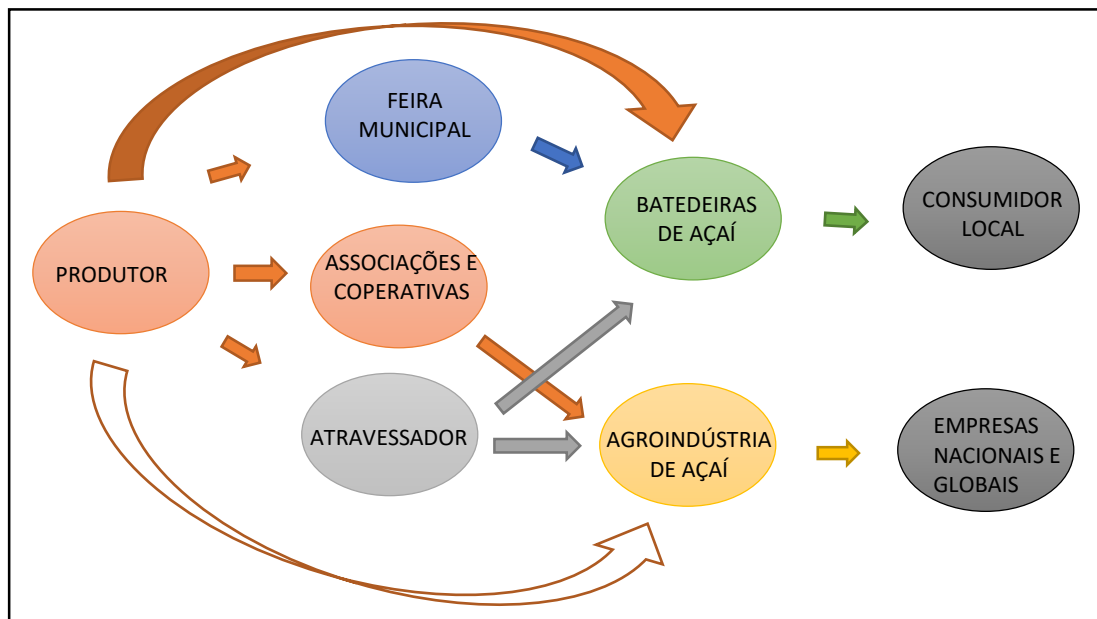 FEIRA
MUNICIPAL
BATEDEIRAS
DE AÇAÍ
CONSUMIDOR
LOCAL
PRODUTOR
ASSOCIAÇÕES E
COPERATIVAS
ATRAVESSADOR
AGROINDÚSTRIA
DE AÇAÍ
EMPRESAS
NACIONAIS E
GLOBAIS